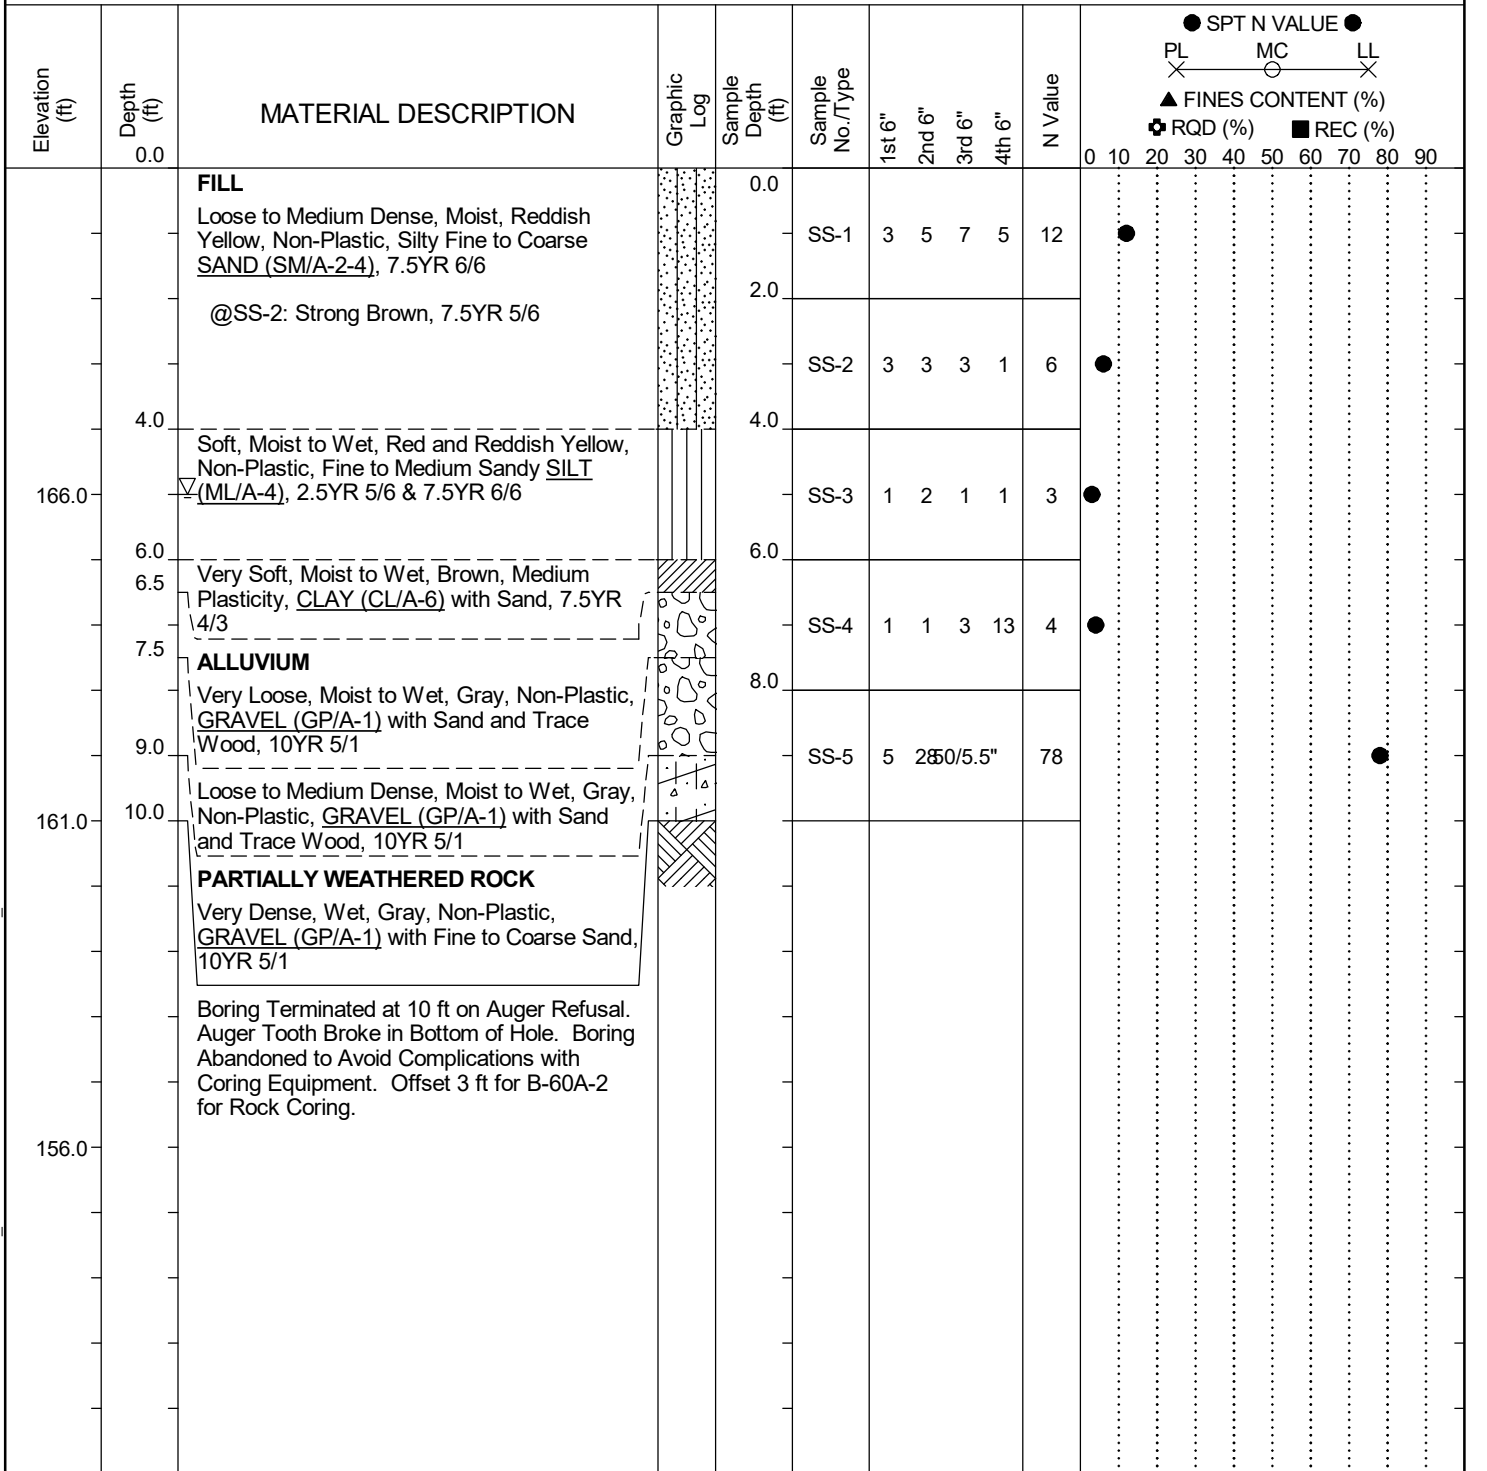 Elevation (ft)
Depth (ft)
0.0
MATERIAL DESCRIPTION
Graphic Log
Sample Depth (ft)
Sample No./Type
1st 6"
2nd 6"
3rd 6"
4th 6"
N Value
● SPT N VALUE ●
PL MC LL
▲ FINES CONTENT (%)
RQD (%) ■ REC (%)
0 10 20 30 40 50 60 70 80 90
FILL
0.0
Loose to Medium Dense, Moist, Reddish
Yellow, Non-Plastic, Silty Fine to Coarse
SAND (SM/A-2-4), 7.5YR 6/6
SS-1 3 5 7 5 12
2.0
@SS-2: Strong Brown, 7.5YR 5/6
SS-2 3 3 3 1 6
4.0
4.0
Soft, Moist to Wet, Red and Reddish Yellow,
Non-Plastic, Fine to Medium Sandy SILT
(ML/A-4), 2.5YR 5/6 & 7.5YR 6/6
166.0
SS-3 1 2 1 1 3
6.0
6.0
6.5
Very Soft, Moist to Wet, Brown, Medium
Plasticity, CLAY (CL/A-6) with Sand, 7.5YR
4/3
SS-4 1 1 3 13 4
7.5
ALLUVIUM
8.0
Very Loose, Moist to Wet, Gray, Non-Plastic,
GRAVEL (GP/A-1) with Sand and Trace
Wood, 10YR 5/1
9.0
SS-5 5 28 50/5.5" 78
Loose to Medium Dense, Moist to Wet, Gray,
Non-Plastic, GRAVEL (GP/A-1) with Sand
and Trace Wood, 10YR 5/1
161.0
10.0
PARTIALLY WEATHERED ROCK
Very Dense, Wet, Gray, Non-Plastic,
GRAVEL (GP/A-1) with Fine to Coarse Sand,
10YR 5/1
Boring Terminated at 10 ft on Auger Refusal.
Auger Tooth Broke in Bottom of Hole. Boring
Abandoned to Avoid Complications with
Coring Equipment. Offset 3 ft for B-60A-2
for Rock Coring.
156.0